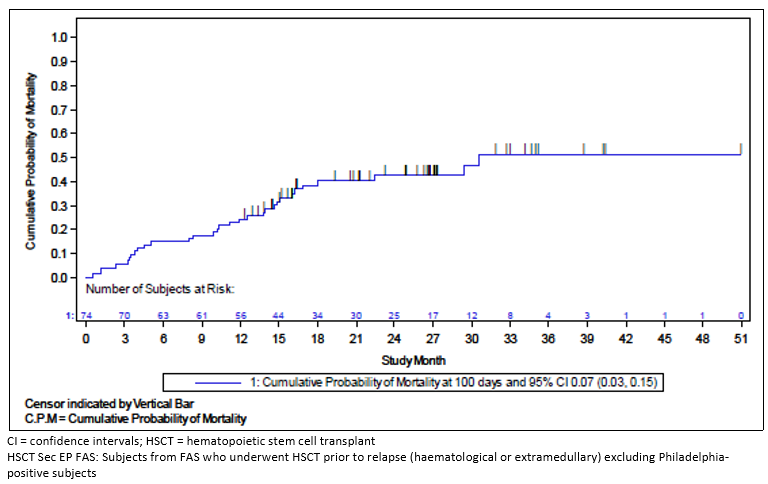 1.0
0.9
0.8
0.7
0.6
0.5
0.4
0.3
0.2
0.1
0.0
Cumulative Probability of Mortality
Number of Subjects at Risk:
1: 74 70 63 61 56 44 34 30 25 17 12 8 4 3 1 1 1 0
0 3 6 9 12 15 18 21 24 27 30 33 36 39 42 45 48 51
Study Month
1: Cumulative Probability of Mortality at 100 days and 95% CI 0.07 (0.03, 0.15)
Censor indicated by Vertical Bar
C.P.M = Cumulative Probability of Mortality
CI = confidence intervals; HSCT = hematopoietic stem cell transplant
HSCT Sec EP FAS: Subjects from FAS who underwent HSCT prior to relapse (haematological or extramedullary) excluding Philadelphia-
positive subjects